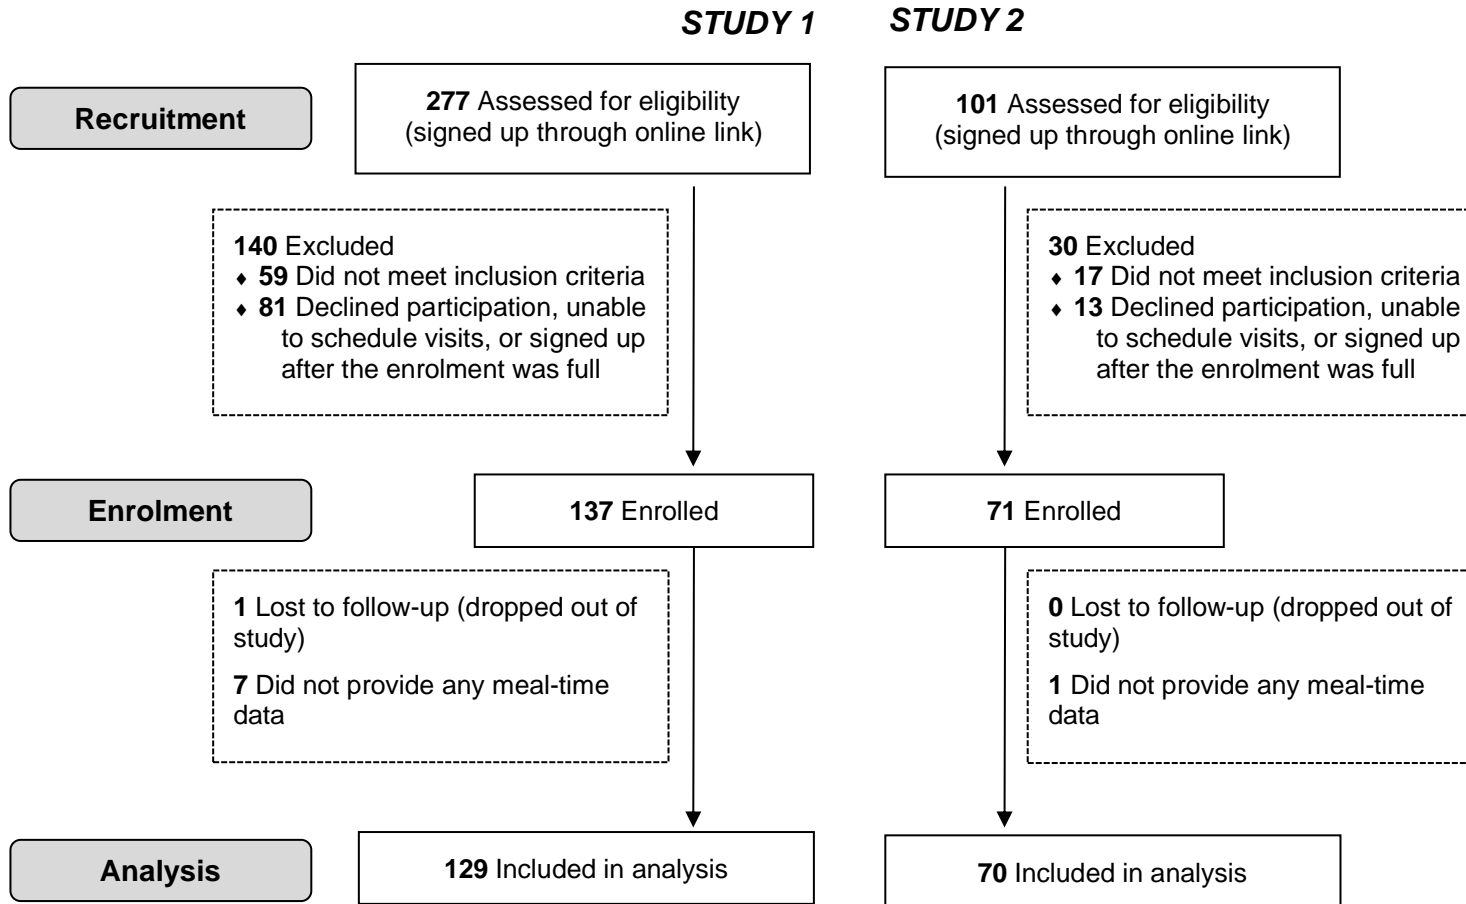 STUDY 1
STUDY 2
Recruitment
277 Assessed for eligibility
(signed up through online link)
101 Assessed for eligibility
(signed up through online link)
140 Excluded
♦ 59 Did not meet inclusion criteria
♦ 81 Declined participation, unable
to schedule visits, or signed up
after the enrolment was full
30 Excluded
♦ 17 Did not meet inclusion criteria
♦ 13 Declined participation, unable
to schedule visits, or signed up
after the enrolment was full
Enrolment
137 Enrolled
71 Enrolled
1 Lost to follow-up (dropped out of
study)
7 Did not provide any meal-time
data
0 Lost to follow-up (dropped out of
study)
1 Did not provide any meal-time
data
Analysis
129 Included in analysis
70 Included in analysis